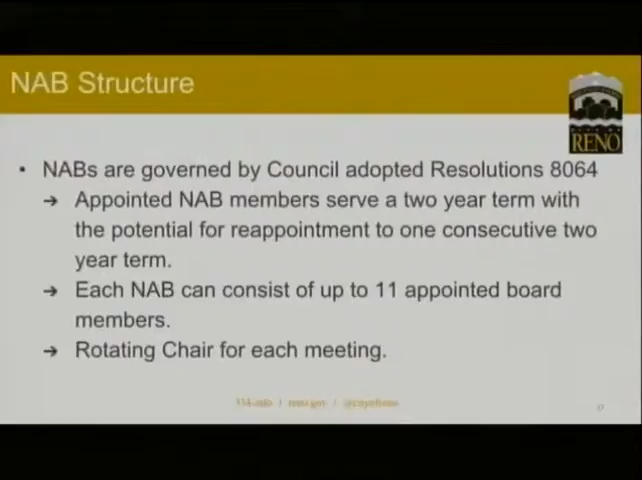 NAB Structure
RENO
• NABs are governed by Council adopted Resolutions 8064
➔ Appointed NAB members serve a two year term with
the potential for reappointment to one consecutive two
year term.
➔ Each NAB can consist of up to 11 appointed board
members.
➔ Rotating Chair for each meeting.